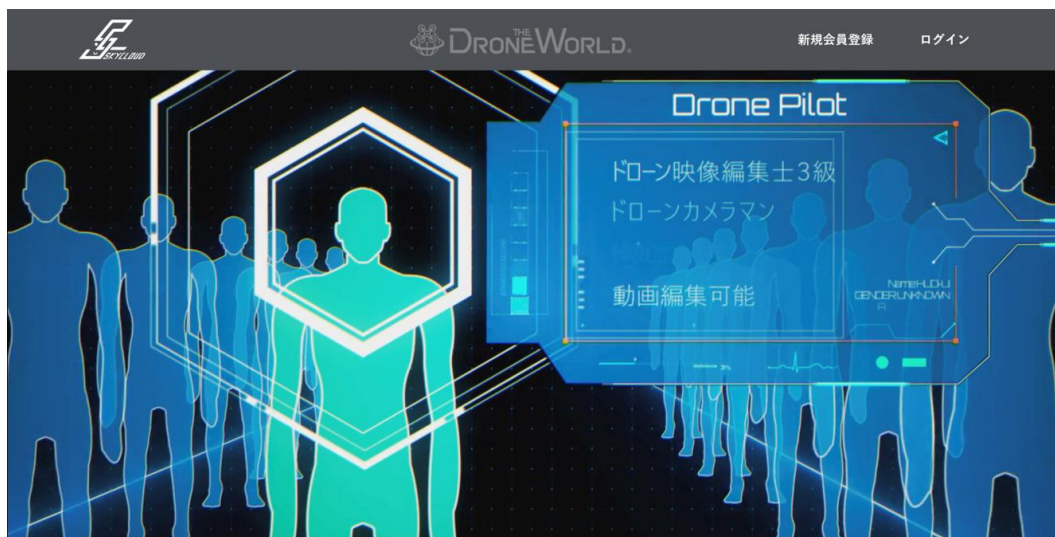 SKYCLOUD
THE
DRONEWORLD.
新規会員登録
ログイン
Drone Pilot
ドローン映像編集士3級
ドローンカメラマン
動画編集可能
GENDER:UNKNOWN
A